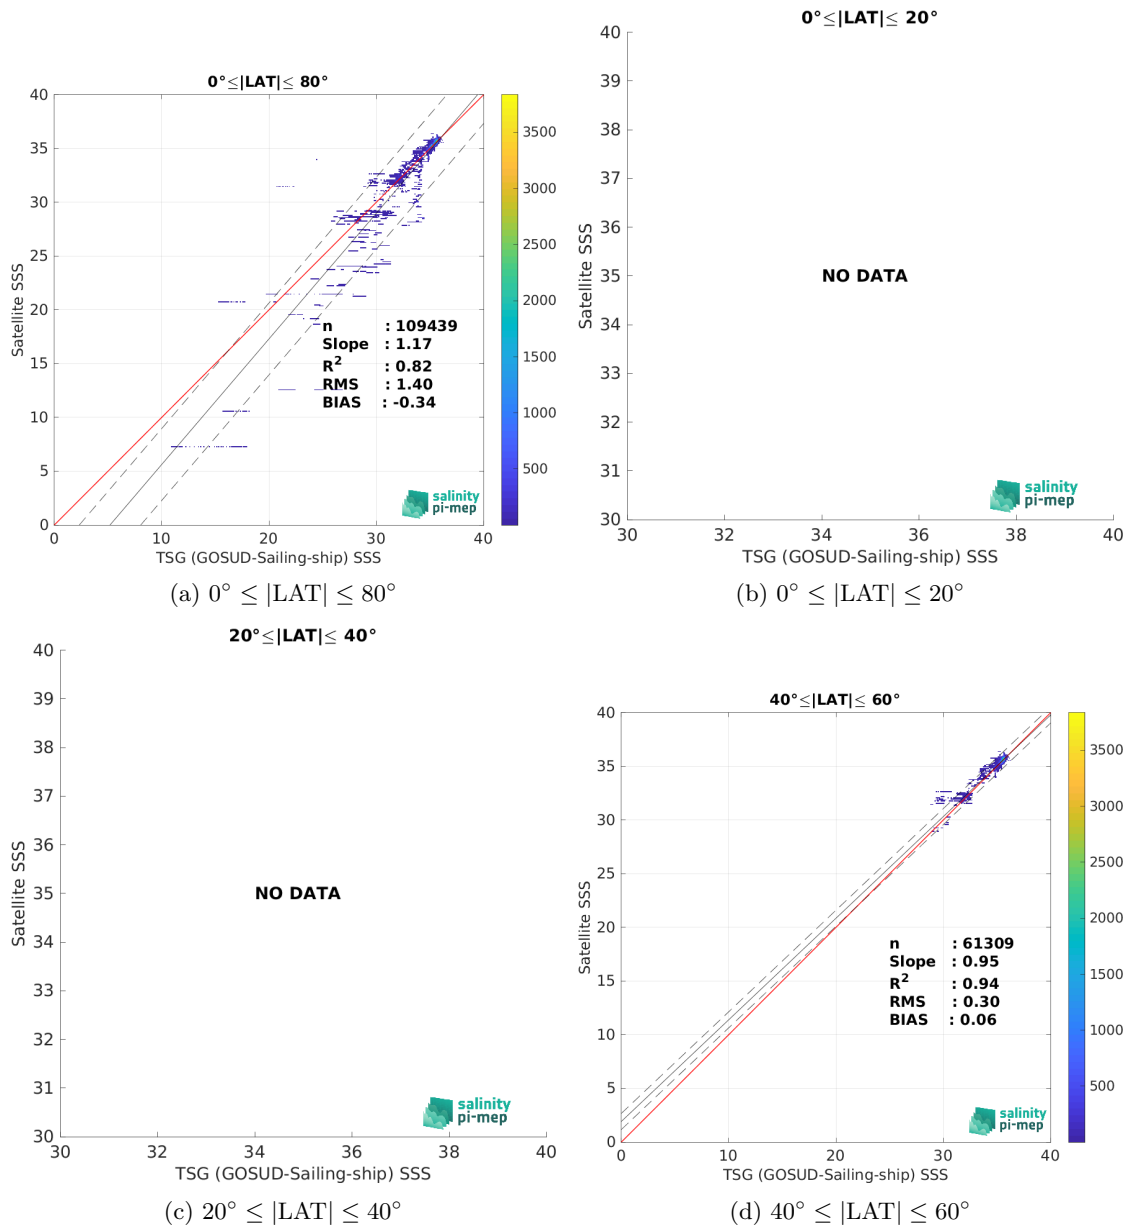 0°≤|LAT|≤ 80°
40
35
30
25
20
15
10
5
0
0
10
20
30
40
Satellite SSS
TSG (GOSUD-Sailing-ship) SSS
n : 109439
Slope : 1.17
R² : 0.82
RMS : 1.40
BIAS : -0.34
salinity
pi-mep
3500
3000
2500
2000
1500
1000
500
(a) 0° ≤ |LAT| ≤ 80°
0°≤|LAT|≤ 20°
40
39
38
37
36
35
34
33
32
31
30
30
32
34
36
38
40
Satellite SSS
NO DATA
salinity
pi-mep
TSG (GOSUD-Sailing-ship) SSS
(b) 0° ≤ |LAT| ≤ 20°
20°≤|LAT|≤ 40°
40
39
38
37
36
35
34
33
32
31
30
30
32
34
36
38
40
Satellite SSS
NO DATA
salinity
pi-mep
TSG (GOSUD-Sailing-ship) SSS
(c) 20° ≤ |LAT| ≤ 40°
40°≤|LAT|≤ 60°
40
35
30
25
20
15
10
5
0
0
10
20
30
40
Satellite SSS
TSG (GOSUD-Sailing-ship) SSS
n : 61309
Slope : 0.95
R² : 0.94
RMS : 0.30
BIAS : 0.06
salinity
pi-mep
3500
3000
2500
2000
1500
1000
500
(d) 40° ≤ |LAT| ≤ 60°